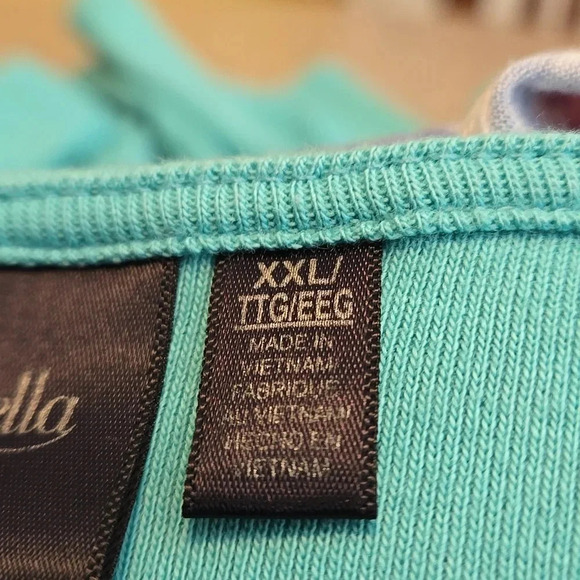 ella
XXL/
TTG/EEG
MADE IN
VIETNAM/
FABRIQUE
AU VIETNAM/
HECHO EN
VIETNAM